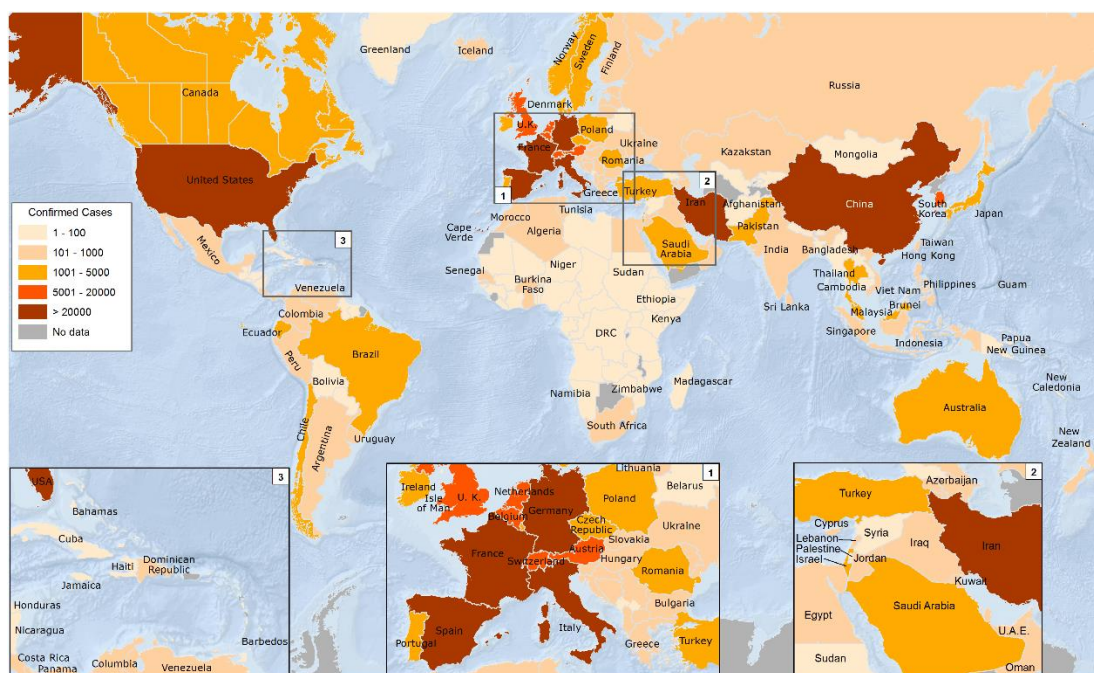 Greenland
Iceland
Norway
Sweden
Finland
Russia
Canada
Denmark
U.K.
Poland
France
Ukraine
Romania
Kazakstan
Mongolia
United States
1
Greece
Turkey
2
Iran
Afghanistan
China
South
Korea
Japan
Confirmed Cases
1 - 100
101 - 1000
1001 - 5000
5001 - 20000
> 20000
No data
Mexico
3
Venezuela
Cape
Verde
Morocco
Tunisia
Algeria
Niger
Senegal
Burkina
Faso
Sudan
Saudi
Arabia
Pakistan
India
Bangladesh
Taiwan
Hong Kong
Thailand
Cambodia
Viet Nam
Philippines
Guam
Sri Lanka
Malaysia
Brunei
Singapore
Indonesia
Papua
New Guinea
Ethiopia
Kenya
DRC
Colombia
Ecuador
Peru
Brazil
Bolivia
Chile
Argentina
Uruguay
Namibia
Zimbabwe
Madagascar
South Africa
Australia
New
Caledonia
New
Zealand
3
USA
Bahamas
Cuba
Haiti
Dominican
Republic
Jamaica
Honduras
Nicaragua
Costa Rica
Panama
Columbia
Venezuela
Barbedos
1
Lithuania
Belarus
Ireland
Isle
of Man
U. K.
Netherlands
Belgium
Germany
Poland
Czech
Republic
Ukraine
Slovakia
France
Switzerland
Austria
Hungary
Romania
Bulgaria
Portugal
Spain
Italy
Greece
Turkey
2
Turkey
Azerbaijan
Cyprus
Lebanon
Palestine
Israel
Syria
Jordan
Iraq
Iran
Kuwait
Saudi Arabia
Egypt
U.A.E.
Sudan
Oman